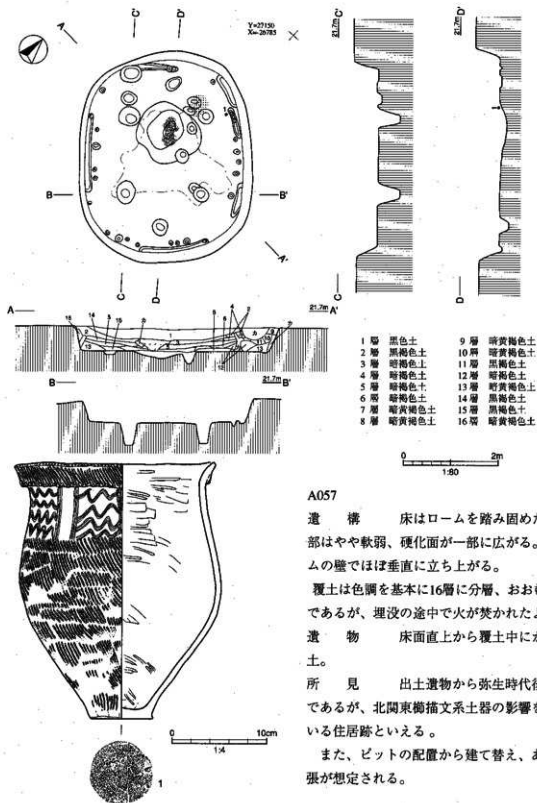 A
C'
D'
Y=27150
X=-26785
B
B'
C
D
A'
21.7m
C'
21.7m
D'
C
D
A
21.7m
A'
B
21.7m
B'
1層 黒色土
2層 黒褐色土
3層 暗褐色土
4層 暗褐色土
5層 暗褐色土
6層 暗褐色土
7層 暗黄褐色土
8層 暗黄褐色土
9層 暗黄褐色土
10層 暗黄褐色土
11層 黒褐色土
12層 暗褐色土
13層 暗黄褐色土
14層 黒褐色土
15層 黒褐色土
16層 暗褐色土
0 2m
1:80
A057
遺構 床はロームを踏み固めた
部はやや軟弱、硬化面が一部に広がる。
ムの壁でほぼ垂直に立ち上がる。
覆土は色調を基本に16層に分層、おお
であるが、埋没の途中で火が焚かれた
遺物 床面直上から覆土中に
土。
所見 出土遺物から弥生時代後
であるが、北関東櫛描文系土器の影響を
いる住居跡といえる。
また、ピットの配置から建て替え、
張が想定される。
0 10cm
1:4
1